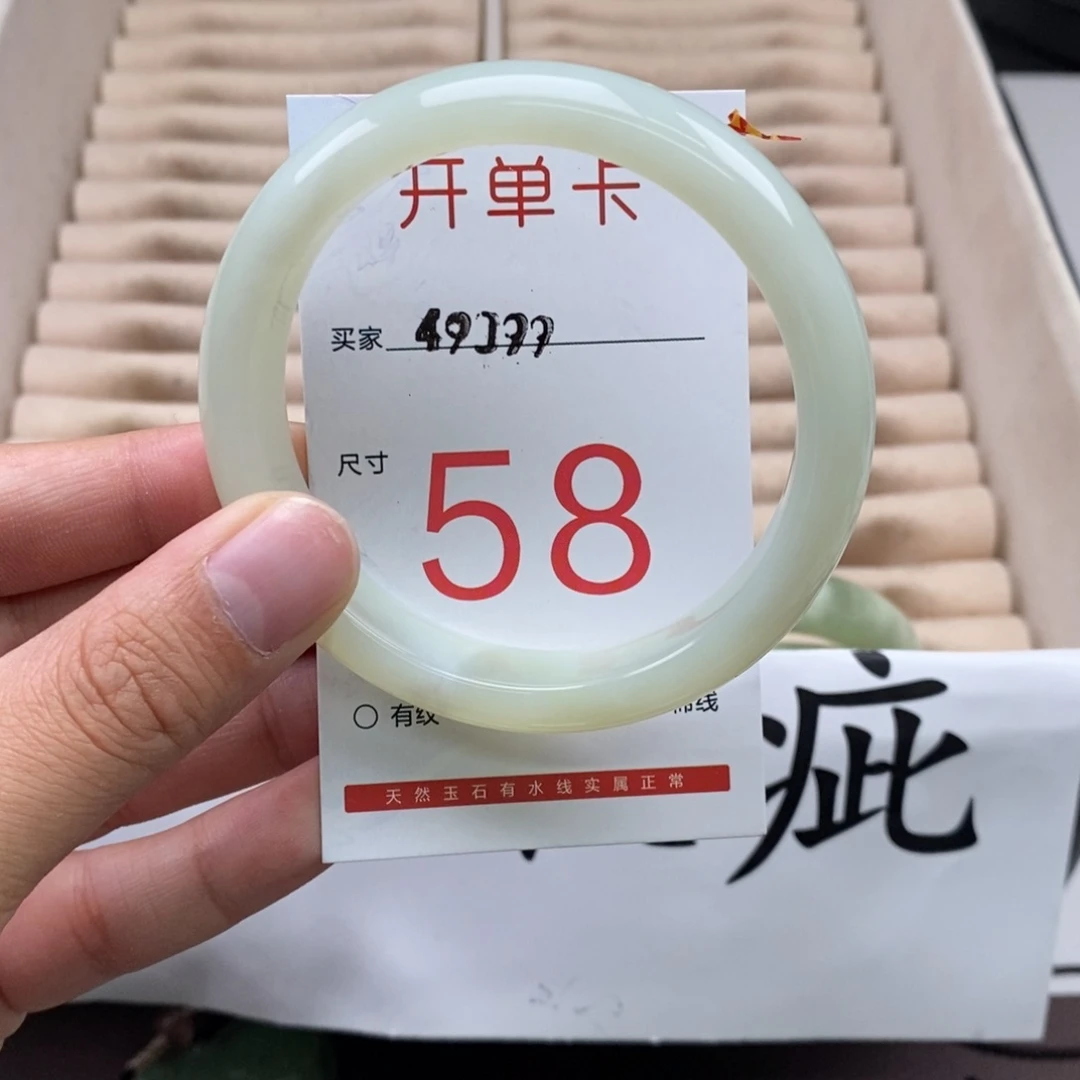 开单卡
买家
尺寸 58
○ 有纹
线
天然玉石有水线实属正常
疵